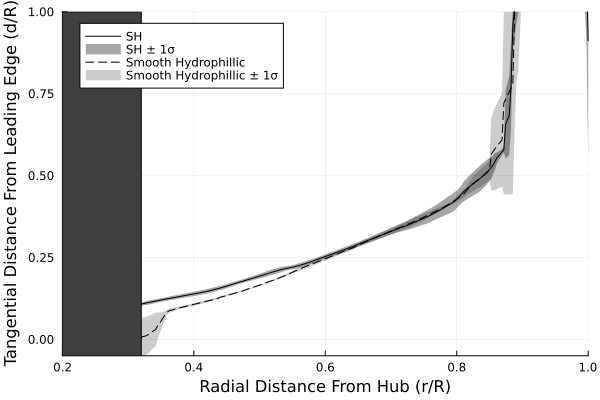 1.00
0.75
0.50
0.25
0.00
Tangential Distance From Leading Edge (d/R)
SH
SH ± 1σ
Smooth Hydrophillic
Smooth Hydrophillic ± 1σ
0.2 0.4 0.6 0.8 1.0
Radial Distance From Hub (r/R)